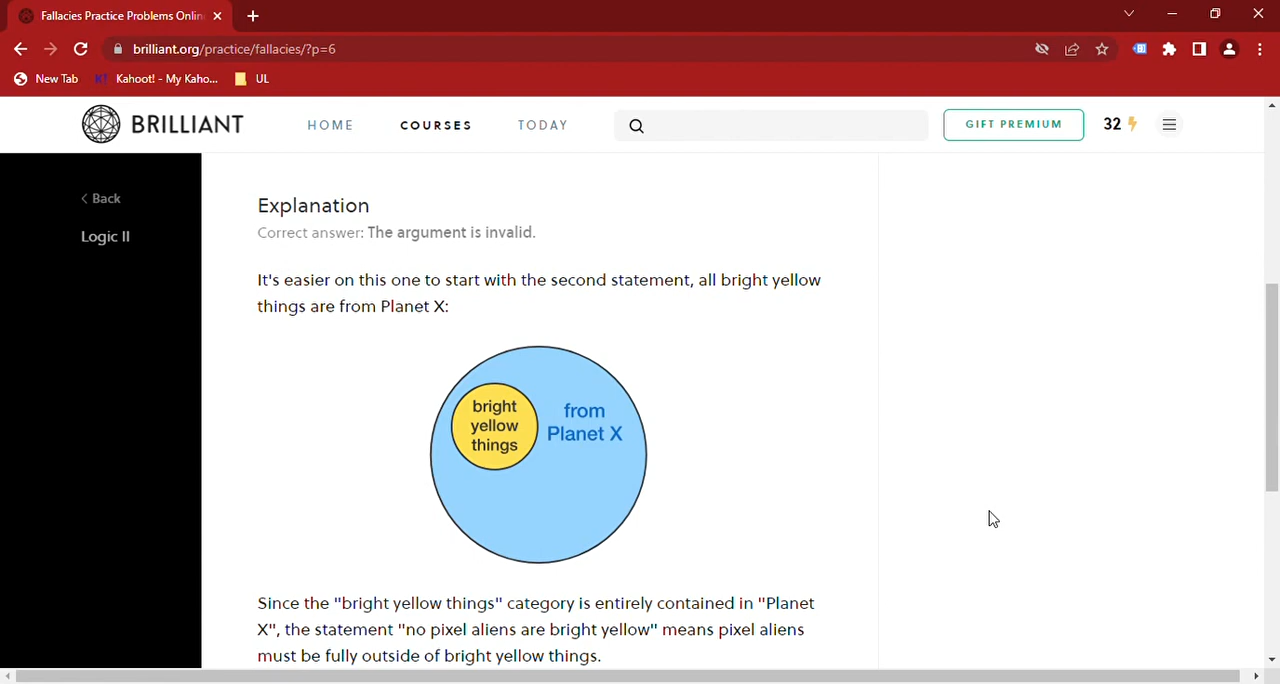 Fallacies Practice Problems Onlin
brilliant.org/practice/fallacies/?p=6
New Tab
K! Kahoot! - My Kaho...
UL
BRILLIANT
HOME
COURSES
TODAY
GIFT PREMIUM
32
< Back
Logic II
Explanation
Correct answer: The argument is invalid.
It's easier on this one to start with the second statement, all bright yellow
things are from Planet X:
bright
yellow
things
from
Planet X
Since the "bright yellow things" category is entirely contained in "Planet
X", the statement "no pixel aliens are bright yellow" means pixel aliens
must be fully outside of bright yellow things.